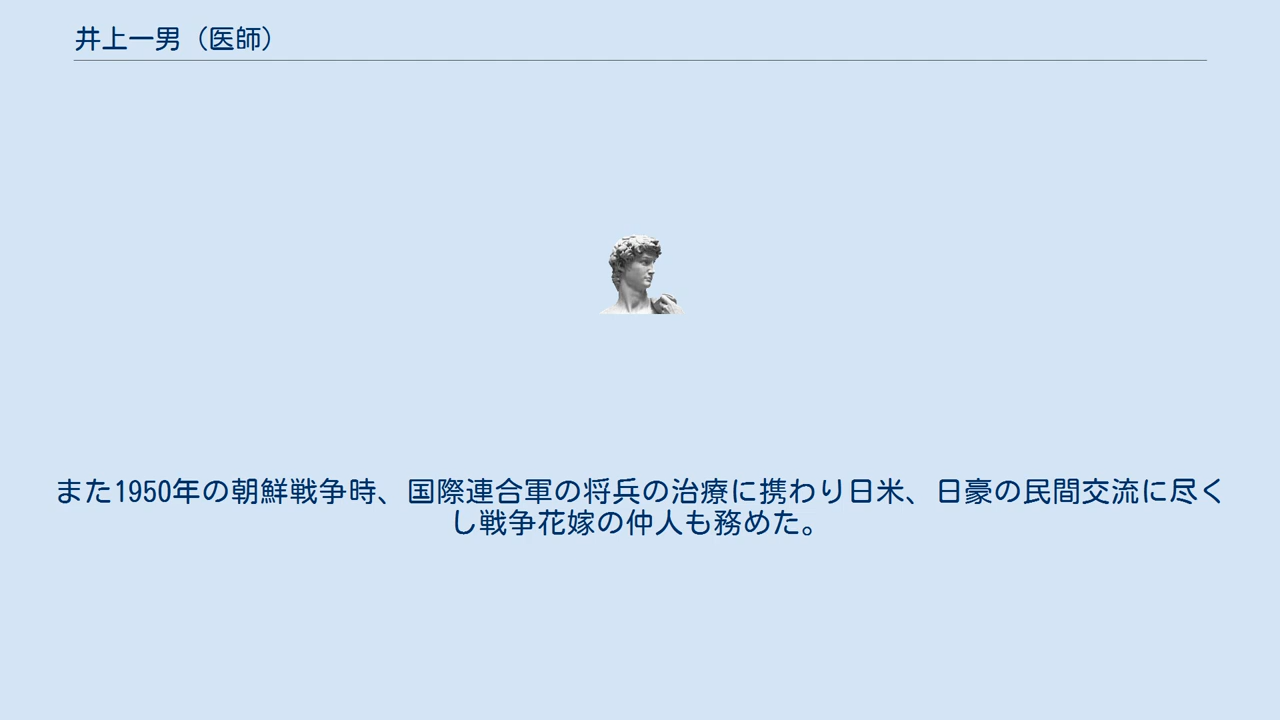 井上一男（医師）
また1950年の朝鮮戦争時、国際連合軍の将兵の治療に携わり日米、日豪の民間交流に尽く
し戦争花嫁の仲人も務めた。